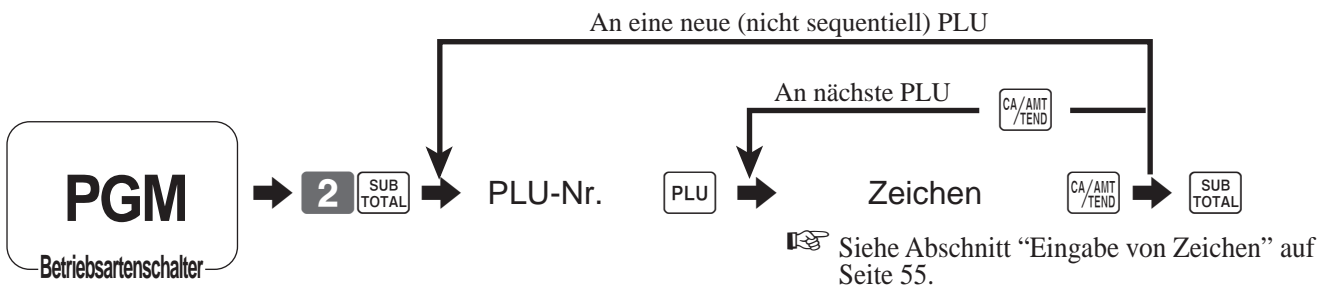 An eine neue (nicht sequentiell) PLU
An nächste PLU
CA/AMT
/TEND
PGM
Betriebsartenschalter
2 SUB TOTAL PLU-Nr. PLU Zeichen CA/AMT /TEND SUB TOTAL
☞ Siehe Abschnitt “Eingabe von Zeichen” auf
Seite 55.